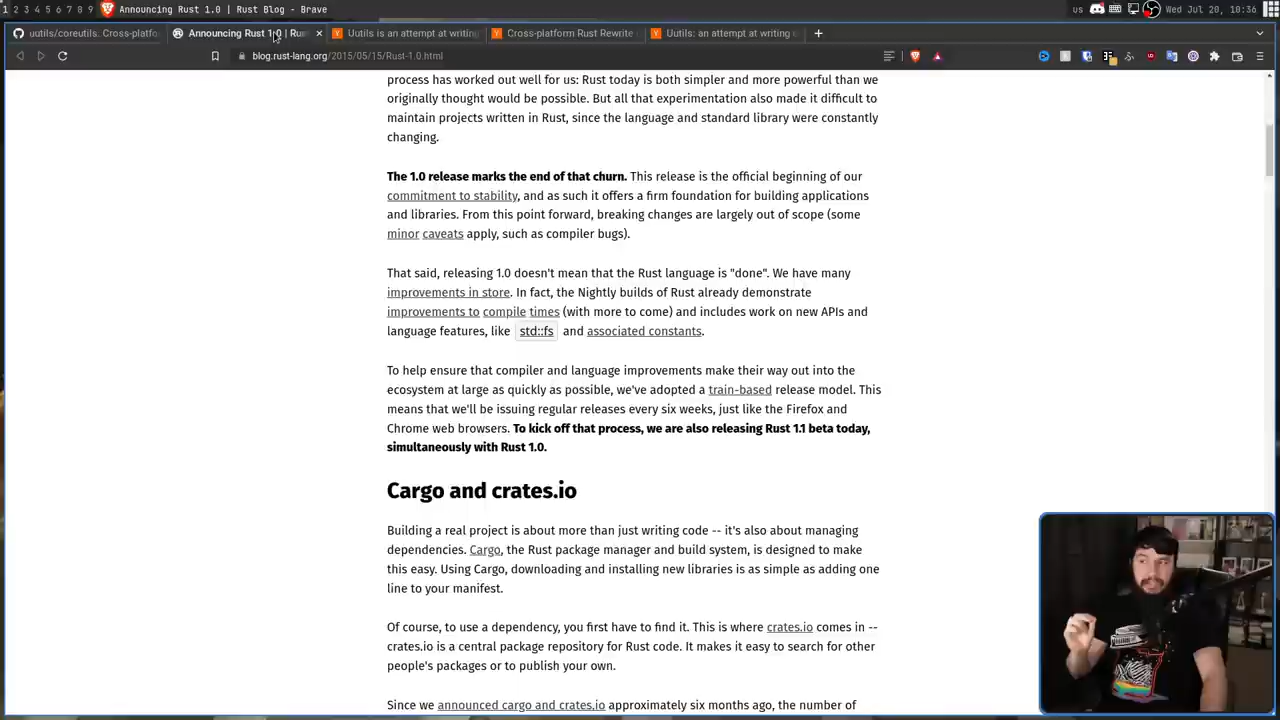 1 2 3 4 5 6 7 8 9 Announcing Rust 1.0 | Rust Blog - Brave
us Wed Jul 20, 10:36
uutils/coreutils: Cross-platfo
Announcing Rust 1.0 | Rus
Uutils is an attempt at writing
Cross-platform Rust Rewrite
Uutils: an attempt at writing u
blog.rust-lang.org/2015/05/15/Rust-1.0.html
process has worked out well for us: Rust today is both simpler and more powerful than we
originally thought would be possible. But all that experimentation also made it difficult to
maintain projects written in Rust, since the language and standard library were constantly
changing.
The 1.0 release marks the end of that churn. This release is the official beginning of our
commitment to stability, and as such it offers a firm foundation for building applications
and libraries. From this point forward, breaking changes are largely out of scope (some
minor caveats apply, such as compiler bugs).
That said, releasing 1.0 doesn't mean that the Rust language is "done". We have many
improvements in store. In fact, the Nightly builds of Rust already demonstrate
improvements to compile times (with more to come) and includes work on new APIs and
language features, like std::fs and associated constants.
To help ensure that compiler and language improvements make their way out into the
ecosystem at large as quickly as possible, we've adopted a train-based release model. This
means that we'll be issuing regular releases every six weeks, just like the Firefox and
Chrome web browsers. To kick off that process, we are also releasing Rust 1.1 beta today,
simultaneously with Rust 1.0.
Cargo and crates.io
Building a real project is about more than just writing code -- it's also about managing
dependencies. Cargo, the Rust package manager and build system, is designed to make
this easy. Using Cargo, downloading and installing new libraries is as simple as adding one
line to your manifest.
Of course, to use a dependency, you first have to find it. This is where crates.io comes in --
crates.io is a central package repository for Rust code. It makes it easy to search for other
people's packages or to publish your own.
Since we announced cargo and crates.io approximately six months ago, the number of